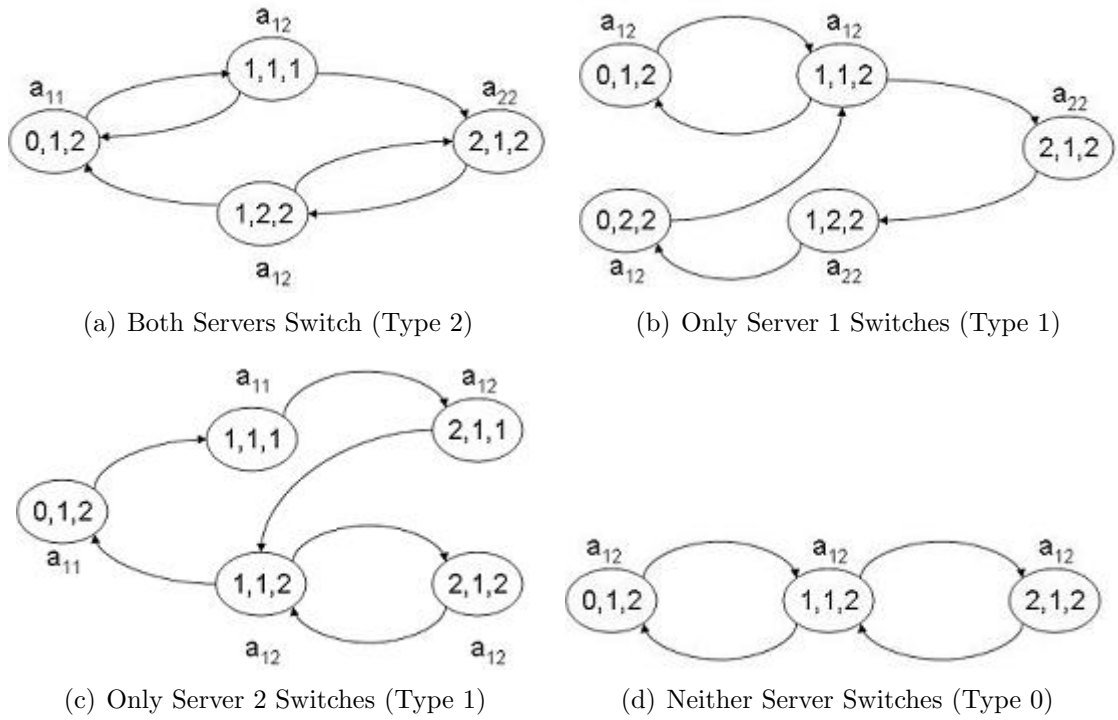 a12
1,1,1
a11
0,1,2
a22
2,1,2
1,2,2
a12
(a) Both Servers Switch (Type 2)
a12
0,1,2
a12
1,1,2
a22
2,1,2
0,2,2
a12
1,2,2
a22
(b) Only Server 1 Switches (Type 1)
a11
1,1,1
a12
2,1,1
0,1,2
a11
1,1,2
a12
2,1,2
a12
(c) Only Server 2 Switches (Type 1)
a12
0,1,2
a12
1,1,2
a12
2,1,2
(d) Neither Server Switches (Type 0)